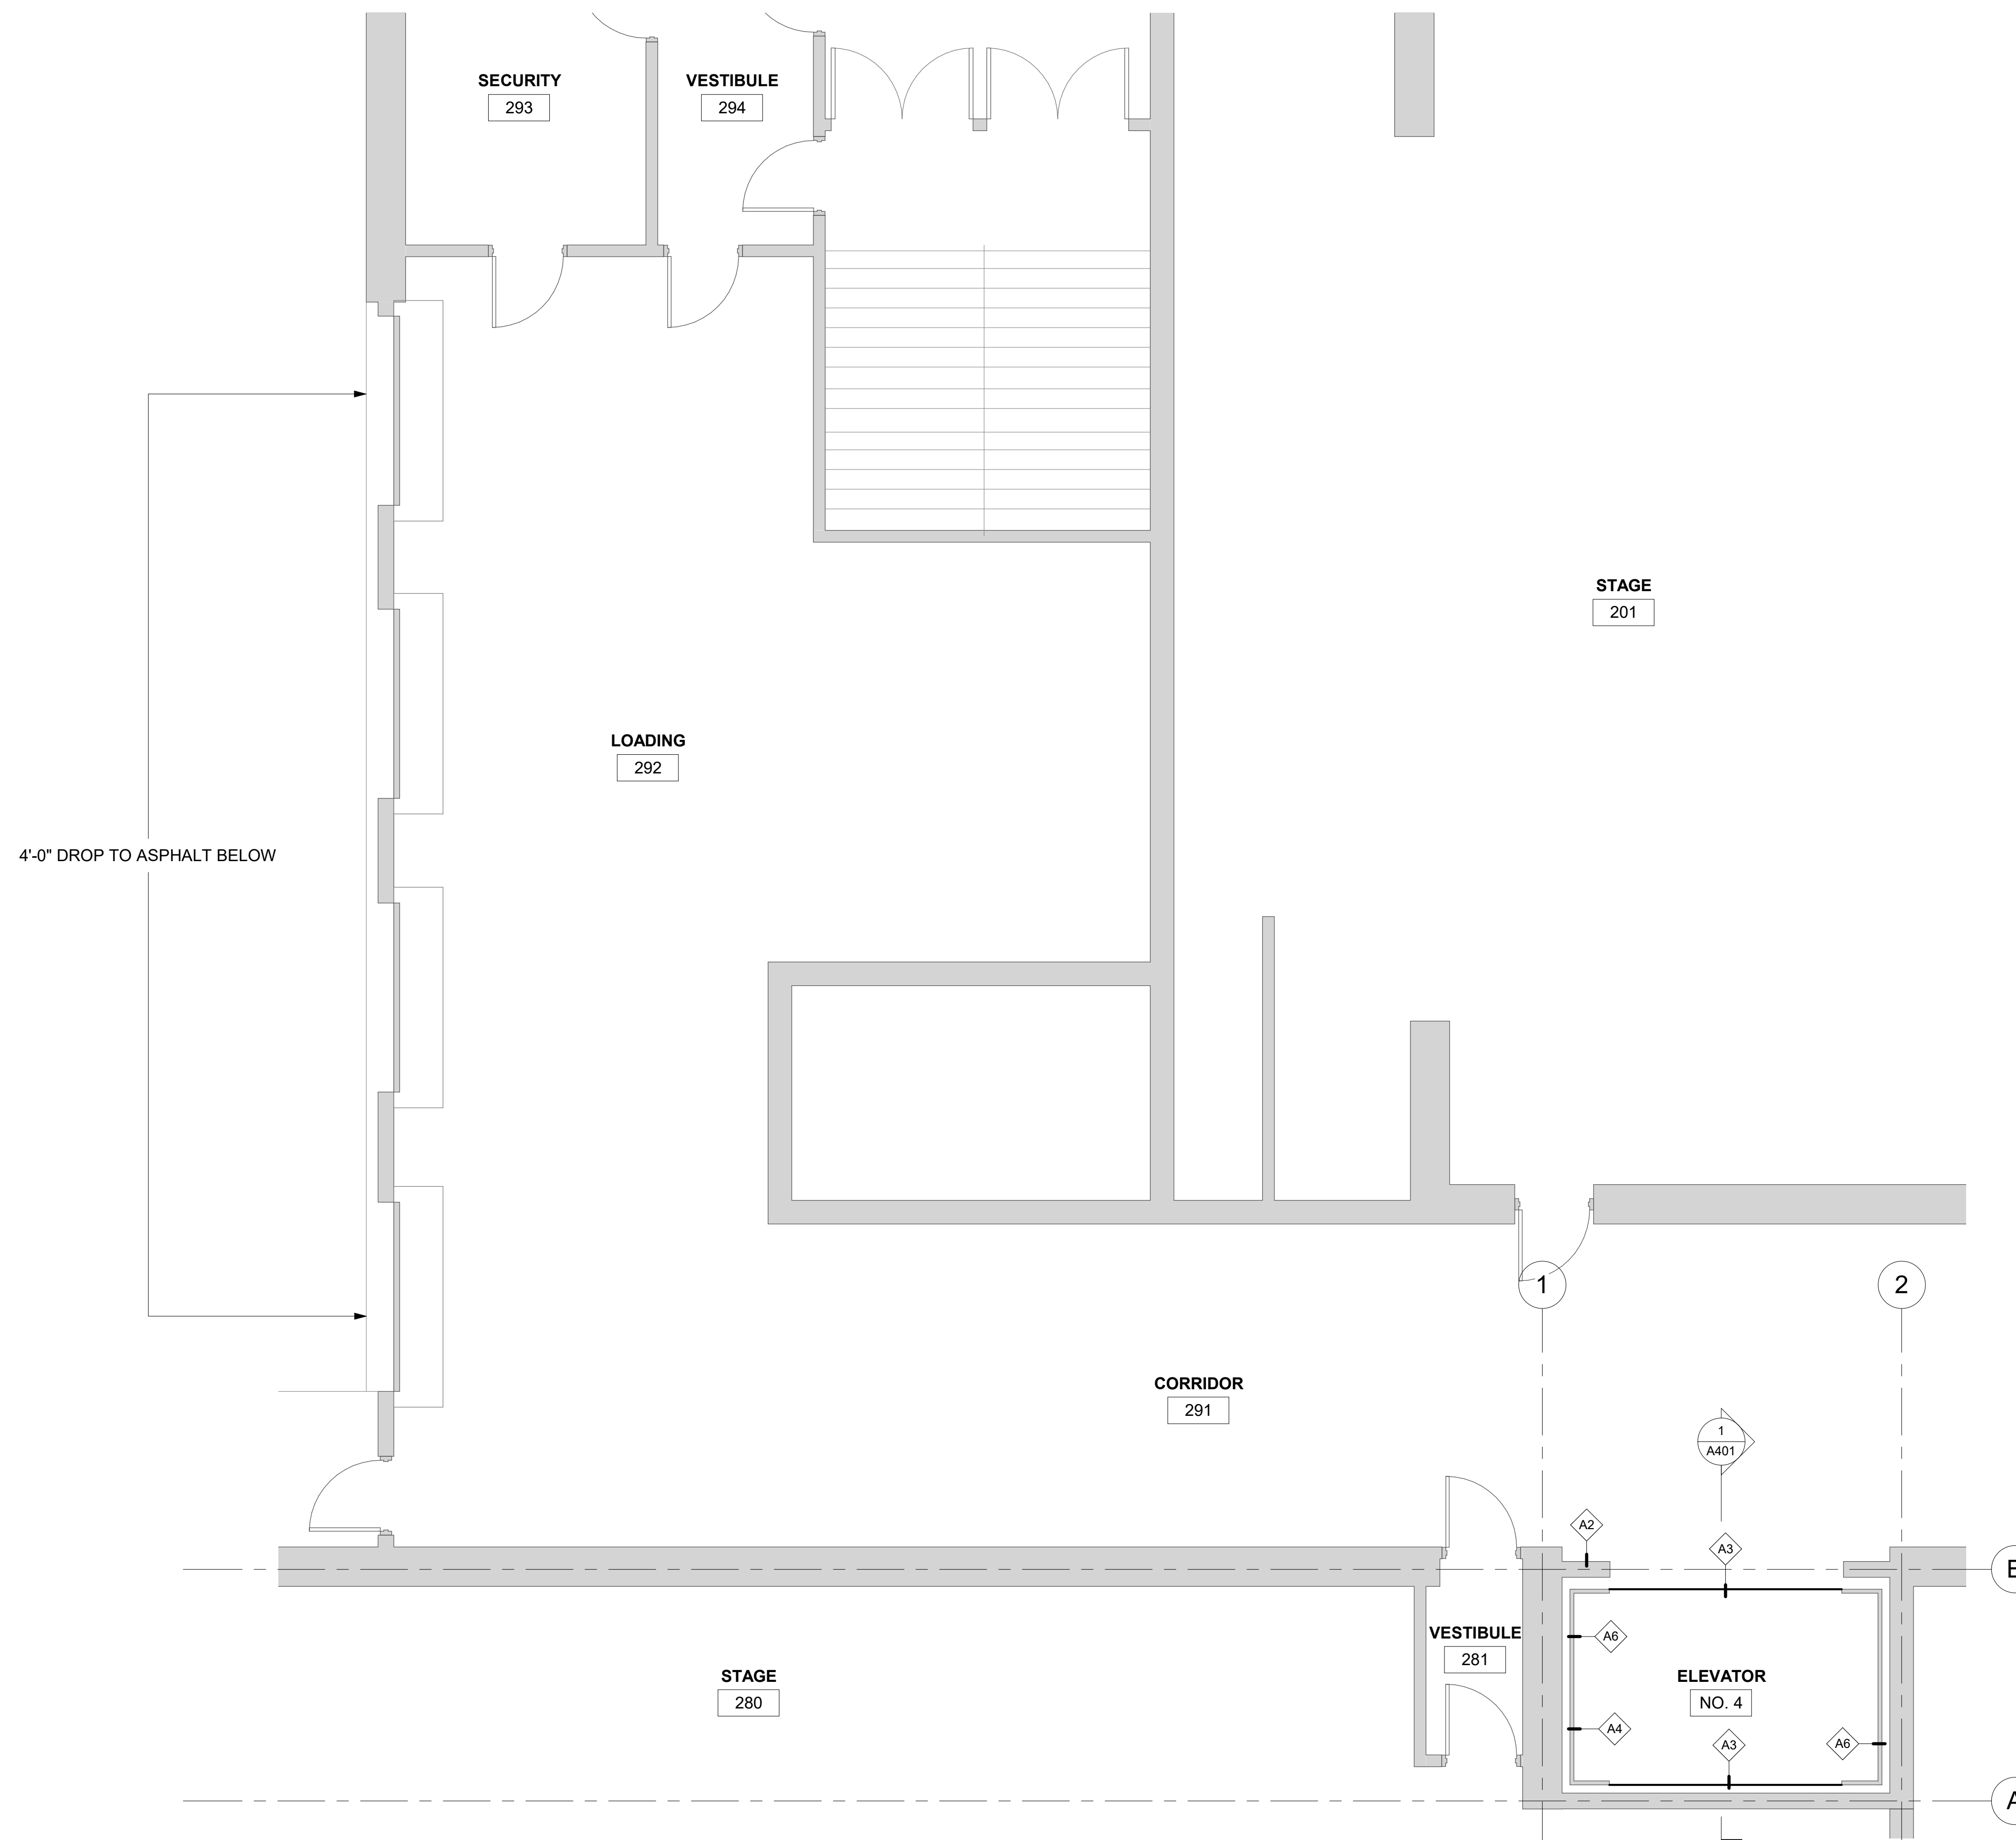 SECURITY
293
VESTIBULE
294
STAGE
201
LOADING
292
4'-0" DROP TO ASPHALT BELOW
1
2
CORRIDOR
291
1
A401
A2
A3
B
VESTIBULE
281
A6
STAGE
280
ELEVATOR
NO. 4
A4
A3
A6
A